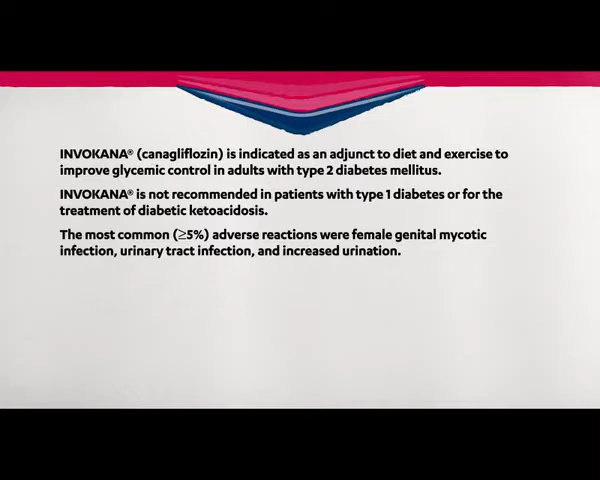 INVOKANA® (canagliflozin) is indicated as an adjunct to diet and exercise to
improve glycemic control in adults with type 2 diabetes mellitus.
INVOKANA® is not recommended in patients with type 1 diabetes or for the
treatment of diabetic ketoacidosis.
The most common (≥5%) adverse reactions were female genital mycotic
infection, urinary tract infection, and increased urination.